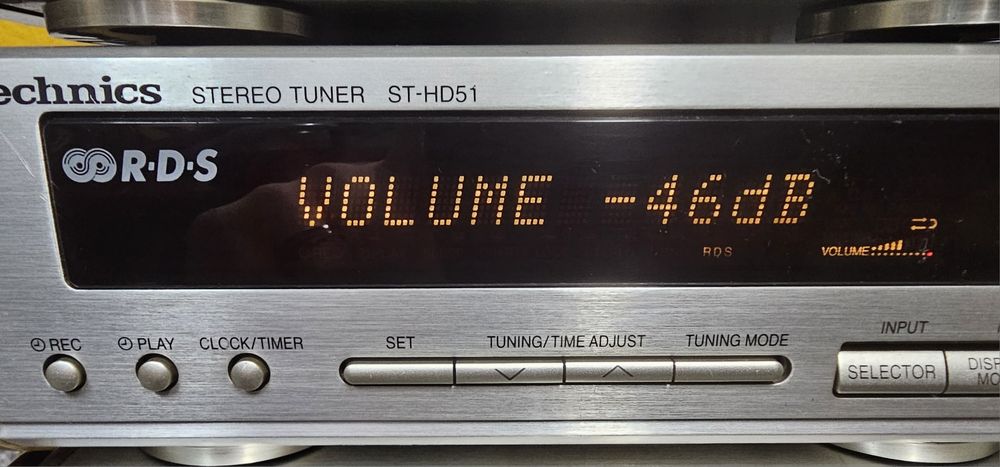 echnics STEREO TUNER ST-HD51
R·D·S
VOLUME -46dB
RDS
VOLUME
REC
PLAY
CLOCK/TIMER
SET
TUNING/TIME ADJUST
TUNING MODE
INPUT
SELECTOR